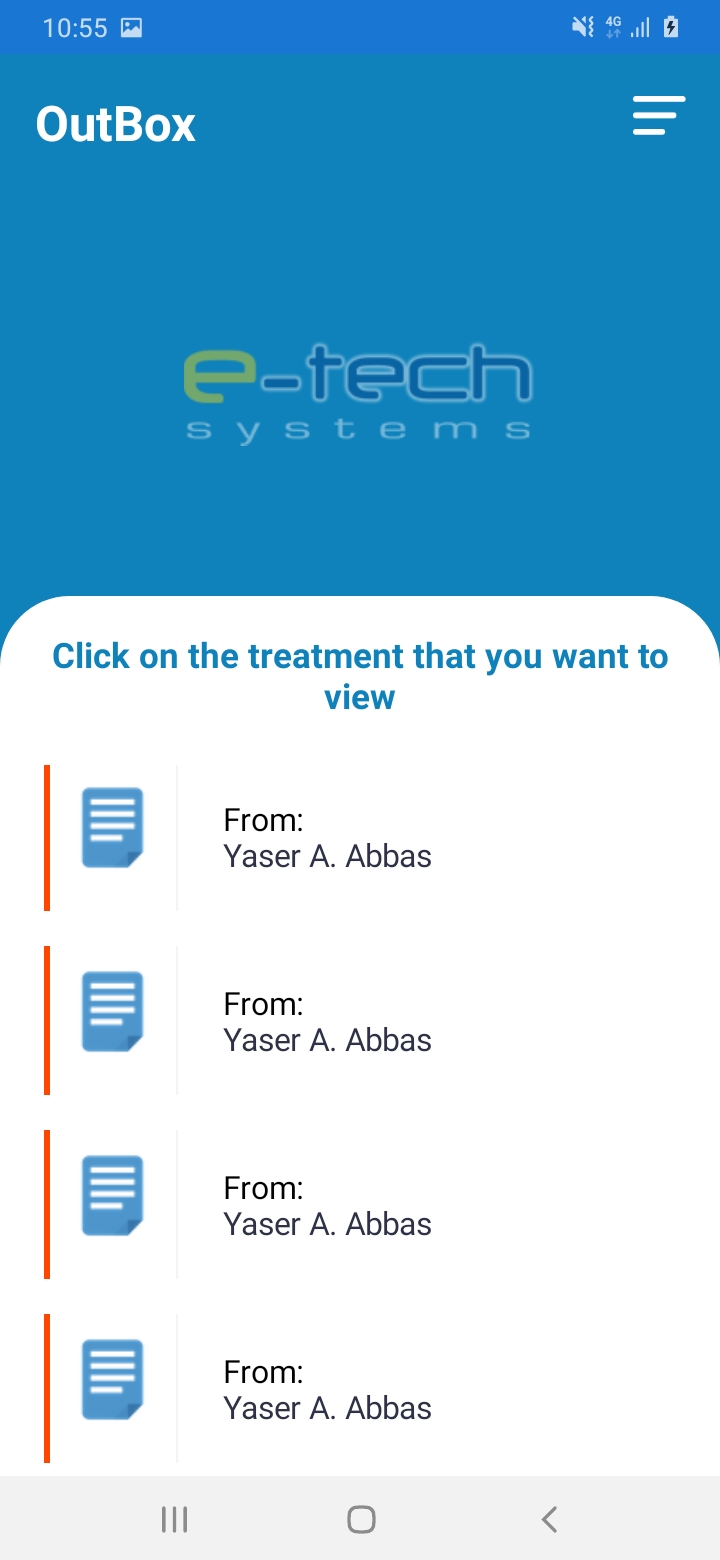 10:55
4G
OutBox
e-tech
systems
Click on the treatment that you want to
view
From:
Yaser A. Abbas
From:
Yaser A. Abbas
From:
Yaser A. Abbas
From:
Yaser A. Abbas